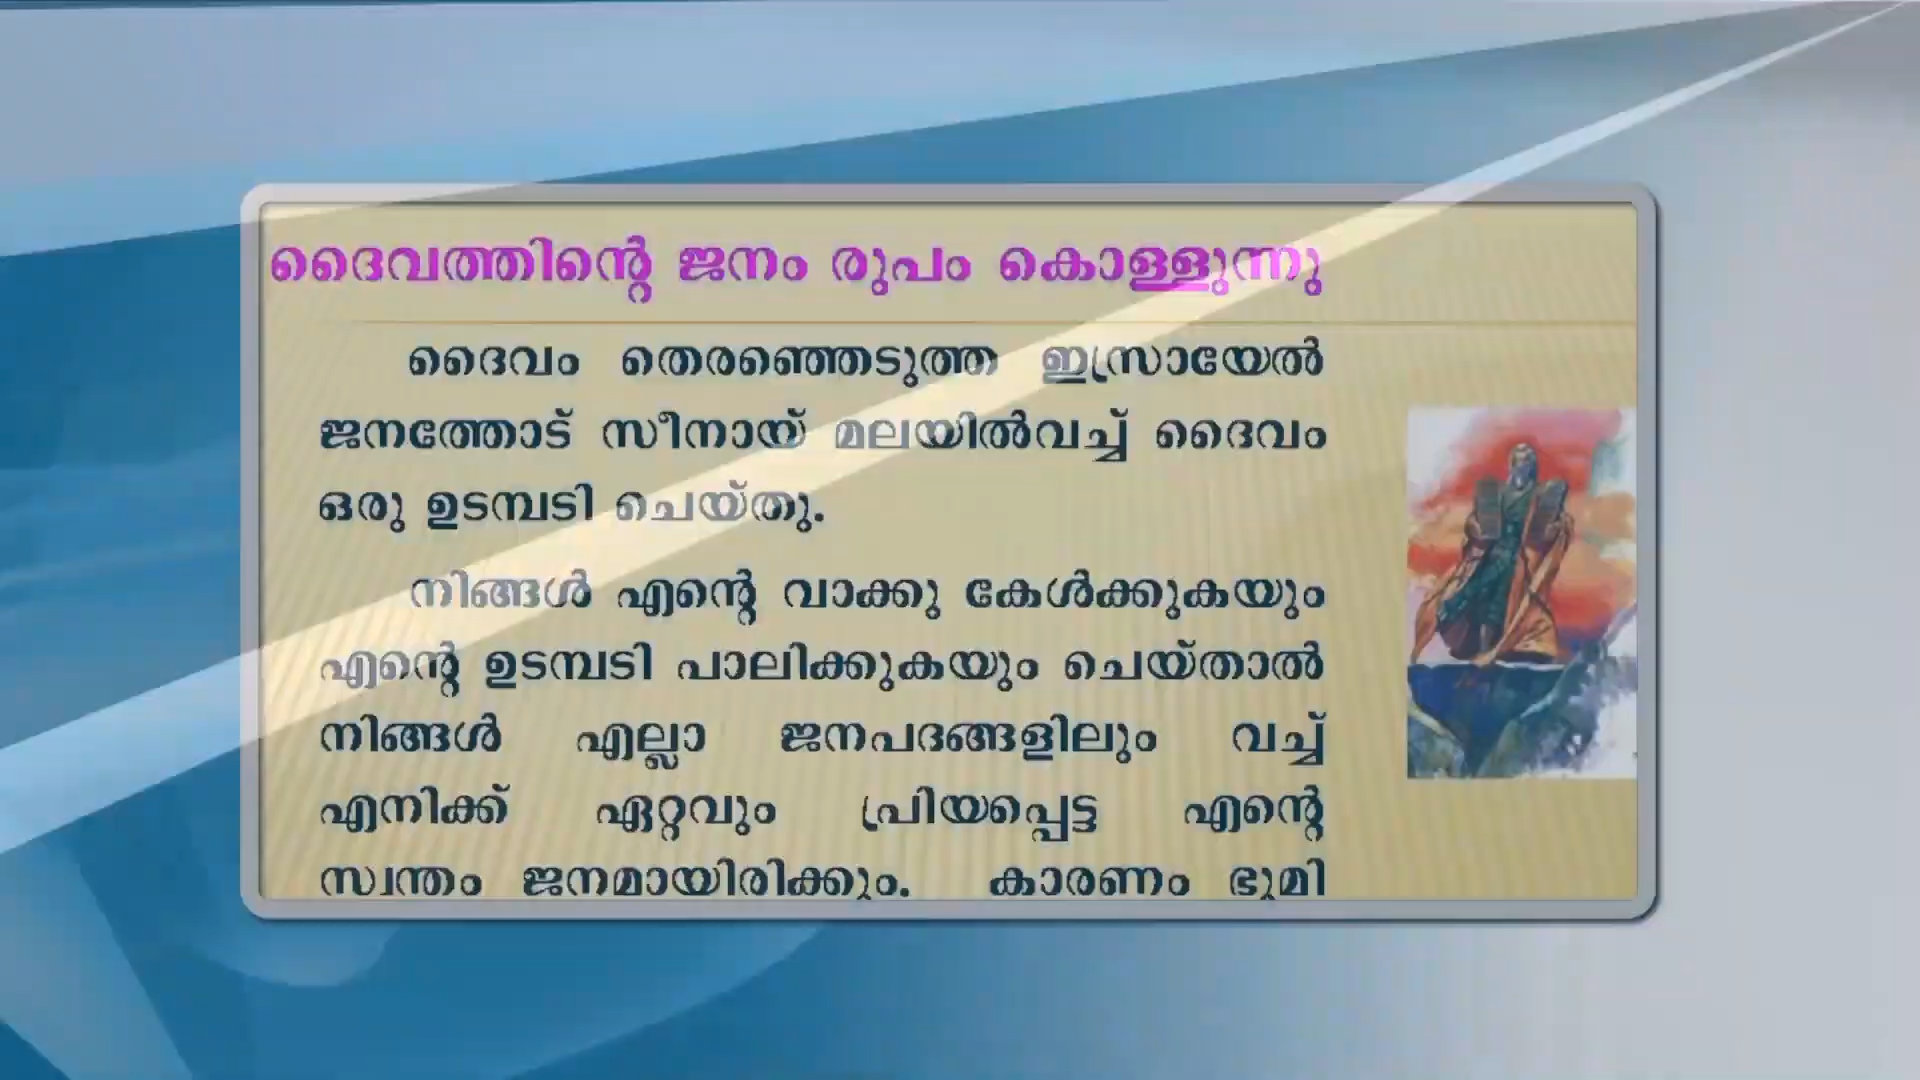 ദൈവത്തിന്റെ ജനം രുപം കൊള്ളുന്നു
ദൈവം തെരഞ്ഞെടുത്ത ഇസ്രായേൽ
ജനത്തോട് സീനായ് മലയിൽവച്ച് ദൈവം
ഒരു ഉടമ്പടി ചെയ്തു.
നിങ്ങൾ എന്റെ വാക്കു കേൾക്കുകയും
എന്റെ ഉടമ്പടി പാലിക്കുകയും ചെയ്താൽ
നിങ്ങൾ എല്ലാ ജനപദങ്ങളിലും വച്ച്
എനിക്ക് ഏറ്റവും പ്രിയപ്പെട്ട എന്റെ
സ്വന്തം ജനമായിരിക്കും. കാരണം ഭൂമി